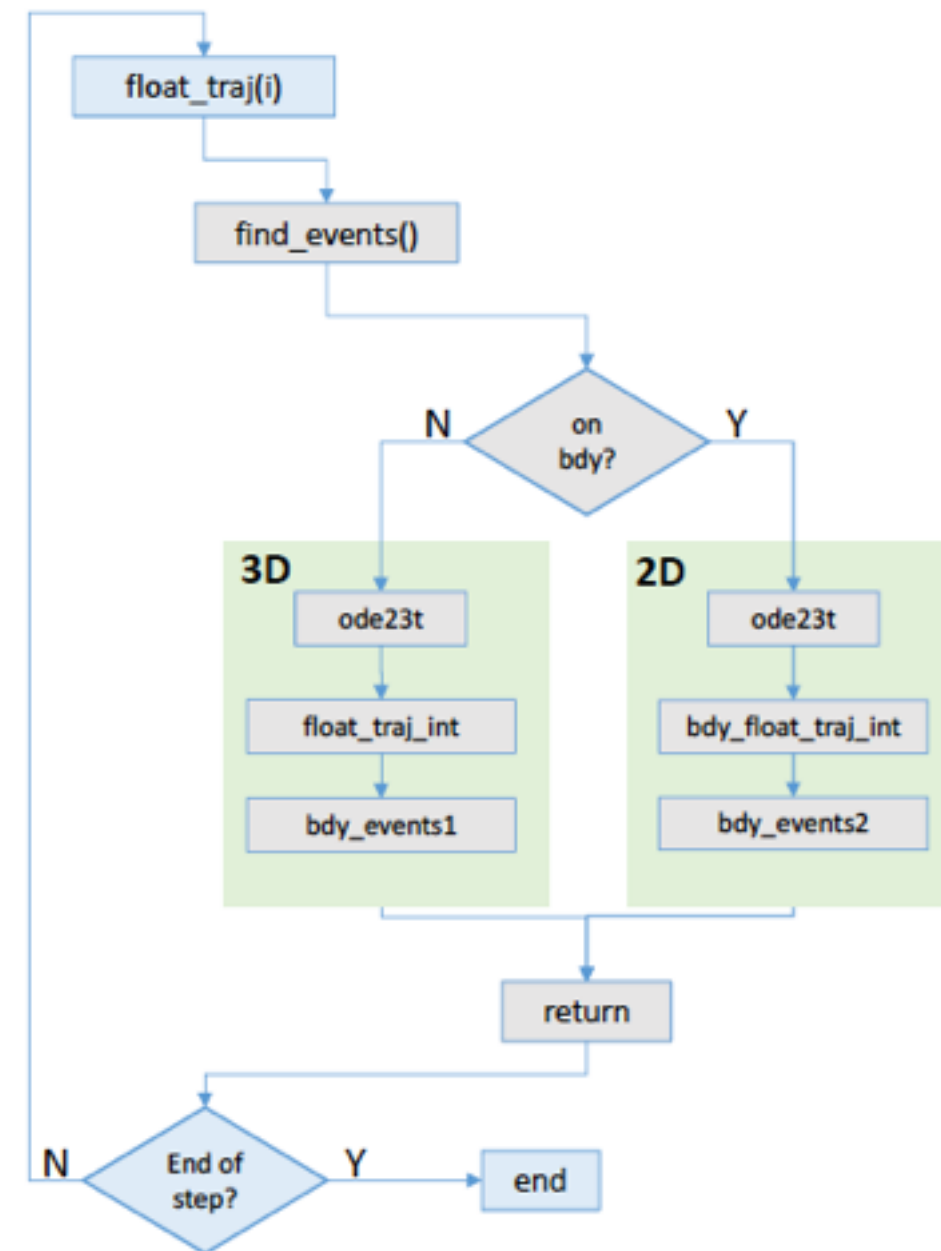 float_traj(i)
find_events()
on
bdy?
N
Y
3D
ode23t
float_traj_int
bdy_events1
2D
ode23t
bdy_float_traj_int
bdy_events2
return
End of
step?
N
Y
end